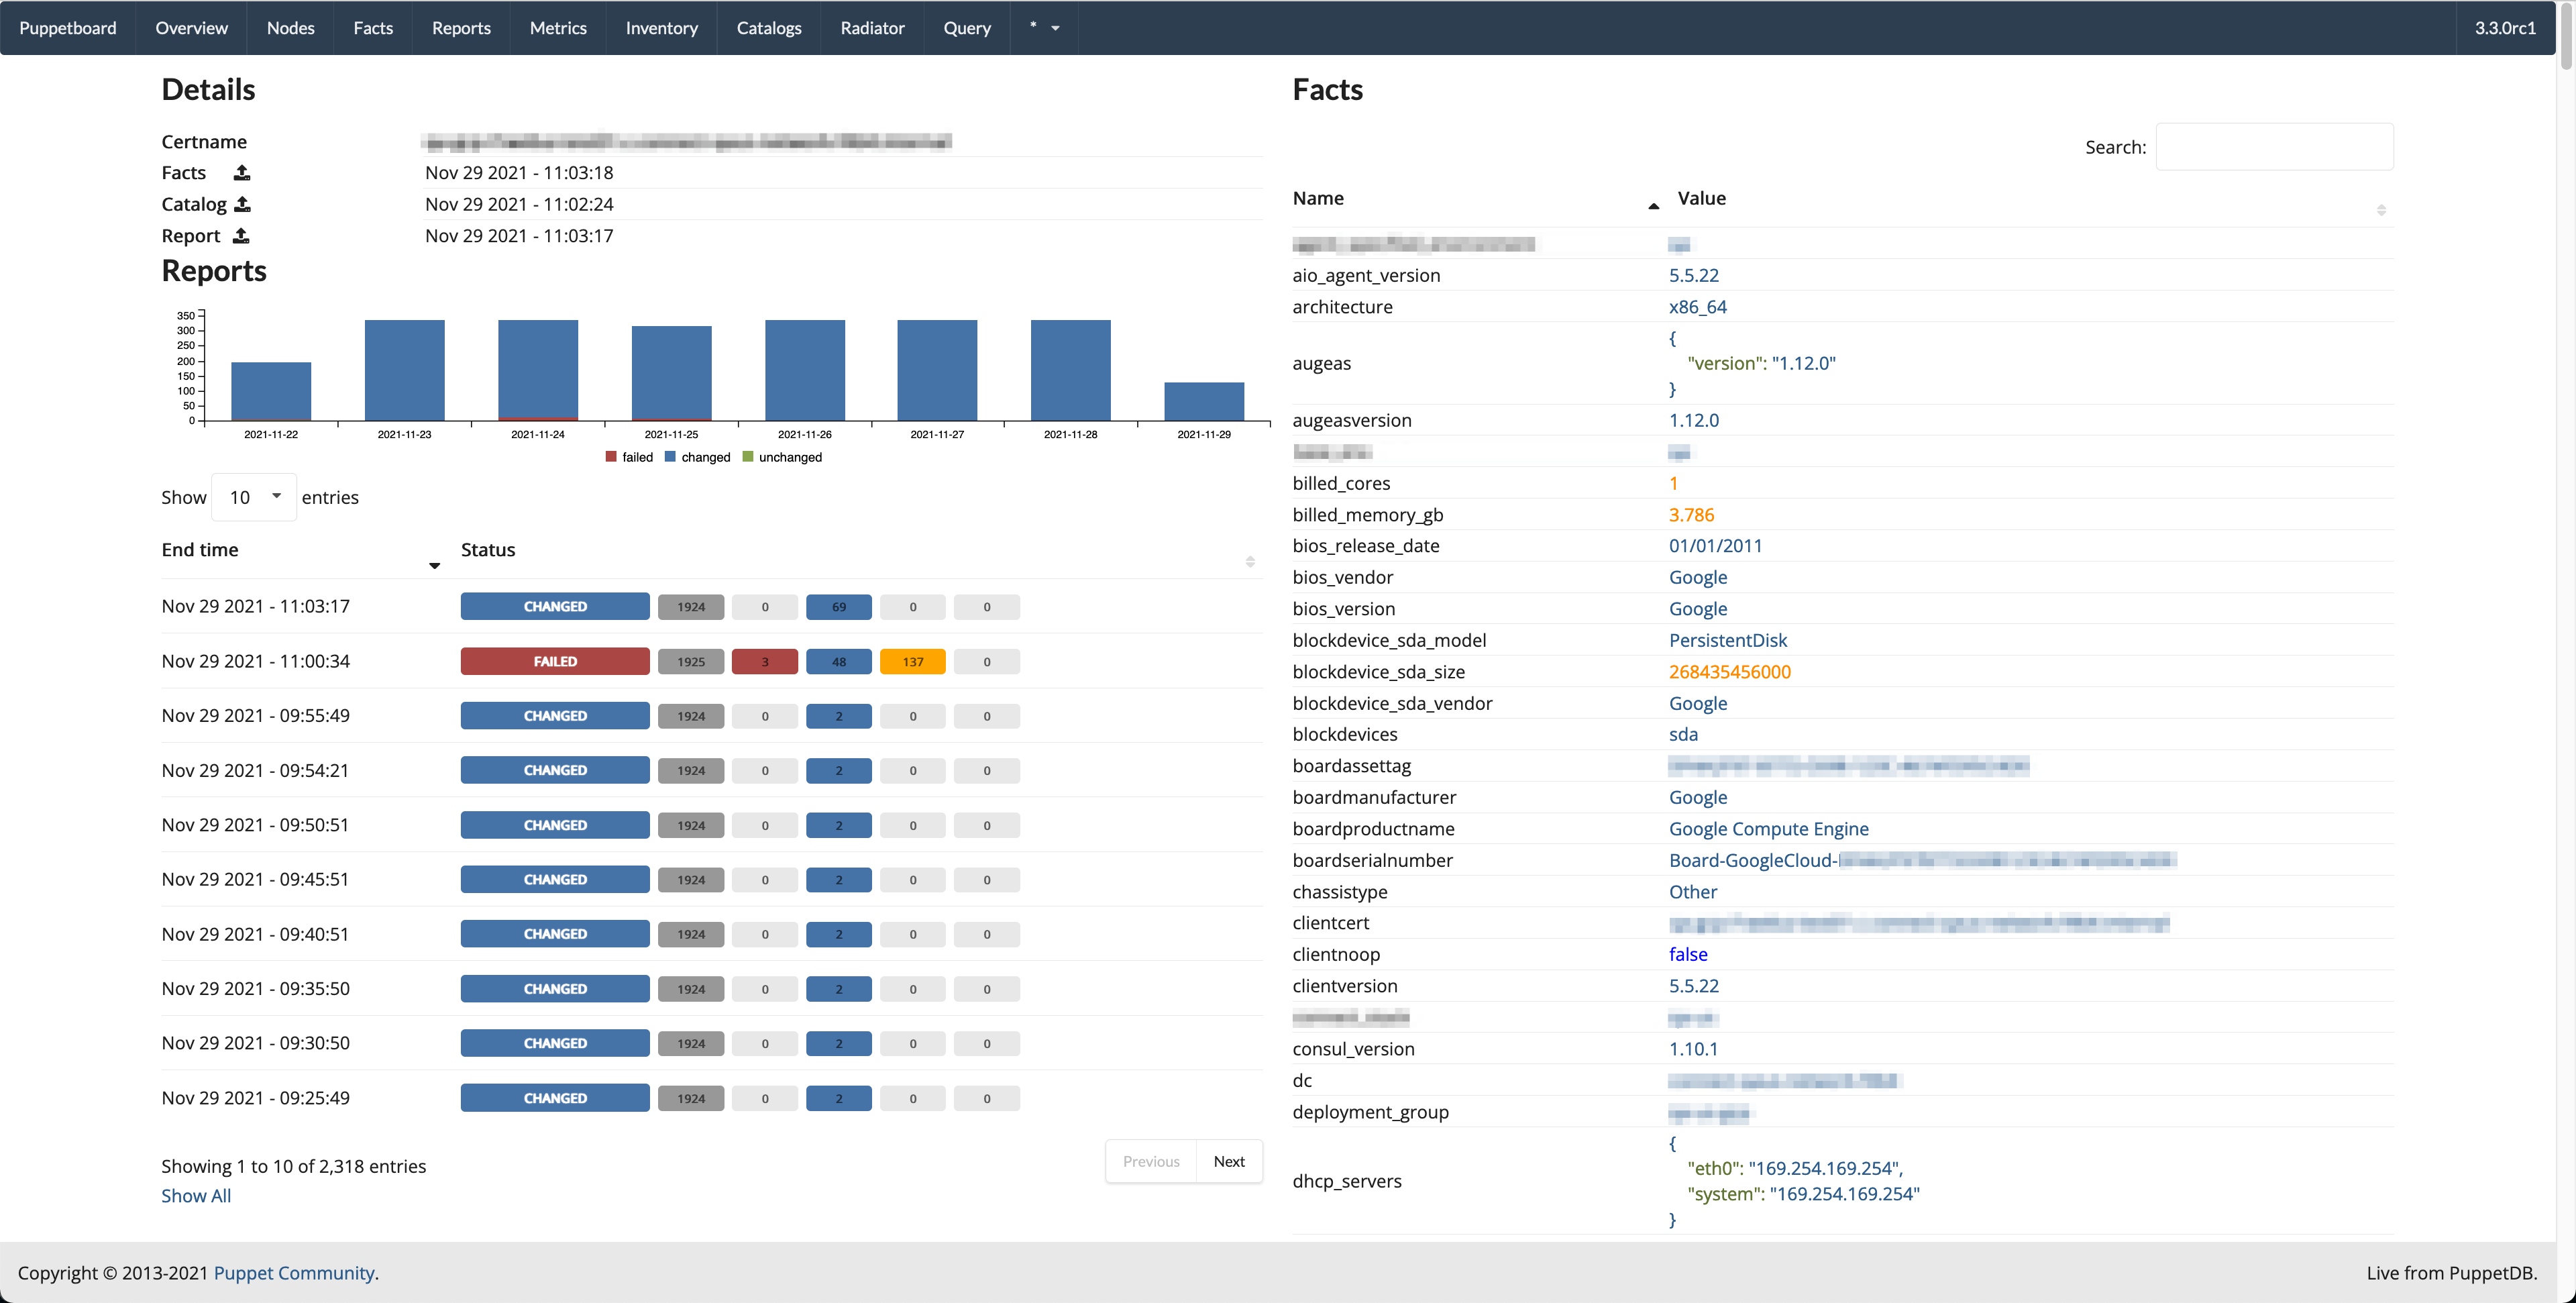 Puppetboard Overview Nodes Facts Reports Metrics Inventory Catalogs Radiator Query * 3.3.0rc1
Details
Certname
Facts Nov 29 2021 - 11:03:18
Catalog Nov 29 2021 - 11:02:24
Report Nov 29 2021 - 11:03:17
Reports
350
300
250
200
150
100
50
0
2021-11-22 2021-11-23 2021-11-24 2021-11-25 2021-11-26 2021-11-27 2021-11-28 2021-11-29
failed changed unchanged
Show 10 entries
End time Status
Nov 29 2021 - 11:03:17 CHANGED 1924 0 69 0 0
Nov 29 2021 - 11:00:34 FAILED 1925 3 48 137 0
Nov 29 2021 - 09:55:49 CHANGED 1924 0 2 0 0
Nov 29 2021 - 09:54:21 CHANGED 1924 0 2 0 0
Nov 29 2021 - 09:50:51 CHANGED 1924 0 2 0 0
Nov 29 2021 - 09:45:51 CHANGED 1924 0 2 0 0
Nov 29 2021 - 09:40:51 CHANGED 1924 0 2 0 0
Nov 29 2021 - 09:35:50 CHANGED 1924 0 2 0 0
Nov 29 2021 - 09:30:50 CHANGED 1924 0 2 0 0
Nov 29 2021 - 09:25:49 CHANGED 1924 0 2 0 0
Showing 1 to 10 of 2,318 entries
Previous Next
Show All
Facts
Search:
Name Value
aio_agent_version 5.5.22
architecture x86_64
augeas {
"version": "1.12.0"
}
augeasversion 1.12.0
billed_cores 1
billed_memory_gb 3.786
bios_release_date 01/01/2011
bios_vendor Google
bios_version Google
blockdevice_sda_model PersistentDisk
blockdevice_sda_size 268435456000
blockdevice_sda_vendor Google
blockdevices sda
boardassettag
boardmanufacturer Google
boardproductname Google Compute Engine
boardserialnumber Board-GoogleCloud-
chassistype Other
clientcert
clientnoop false
clientversion 5.5.22
consul_version 1.10.1
dc
deployment_group
dhcp_servers {
"eth0": "169.254.169.254",
"system": "169.254.169.254"
}
Copyright © 2013-2021 Puppet Community.
Live from PuppetDB.